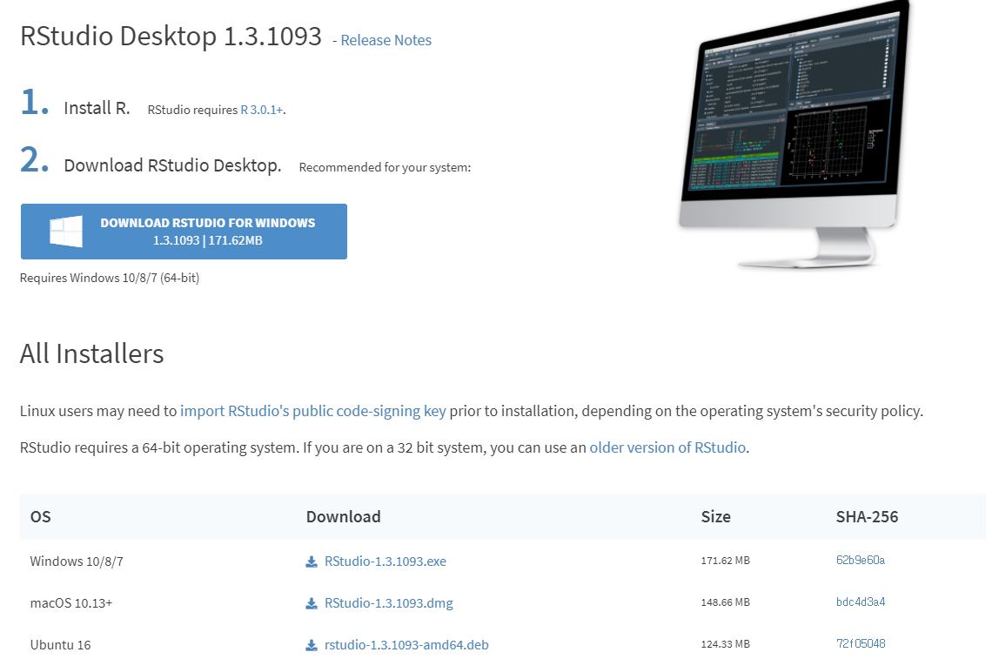 RStudio Desktop 1.3.1093 - Release Notes
1. Install R. RStudio requires R 3.0.1+.
2. Download RStudio Desktop. Recommended for your system:
DOWNLOAD RSTUDIO FOR WINDOWS
1.3.1093 | 171.62MB
Requires Windows 10/8/7 (64-bit)
All Installers
Linux users may need to import RStudio's public code-signing key prior to installation, depending on the operating system's security policy.
RStudio requires a 64-bit operating system. If you are on a 32 bit system, you can use an older version of RStudio.
OS Download Size SHA-256
Windows 10/8/7 RStudio-1.3.1093.exe 171.62 MB 62b9e60a
macOS 10.13+ RStudio-1.3.1093.dmg 148.66 MB bdc4d3a4
Ubuntu 16 rstudio-1.3.1093-amd64.deb 124.33 MB 72f05048